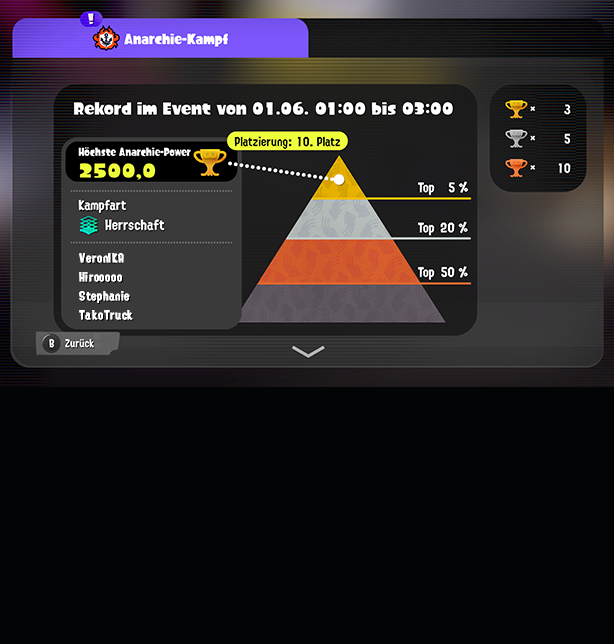 !
Anarchie-Kampf
Rekord im Event von 01.06. 01:00 bis 03:00
× 3
× 5
× 10
Platzierung: 10. Platz
Höchste Anarchie-Power
2500,0
Kampfart
Herrschaft
VeronIKA
Hirooooo
Stephanie
TakoTruck
Top 5 %
Top 20 %
Top 50 %
B Zurück